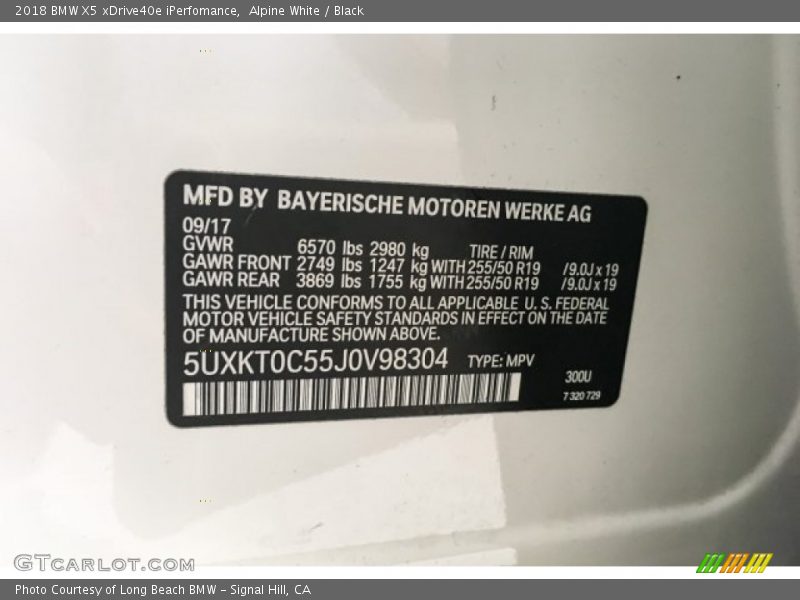 2018 BMW X5 xDrive40e iPerfomance, Alpine White / Black
MFD BY BAYERISCHE MOTOREN WERKE AG
09/17
GVWR 6570 lbs 2980 kg TIRE / RIM
GAWR FRONT 2749 lbs 1247 kg WITH 255/50 R19 /9.0J x 19
GAWR REAR 3869 lbs 1755 kg WITH 255/50 R19 /9.0J x 19
THIS VEHICLE CONFORMS TO ALL APPLICABLE U. S. FEDERAL
MOTOR VEHICLE SAFETY STANDARDS IN EFFECT ON THE DATE
OF MANUFACTURE SHOWN ABOVE.
5UXKT0C55J0V98304 TYPE: MPV
300U
7 320 729
GTCARLOT.COM
Photo Courtesy of Long Beach BMW - Signal Hill, CA